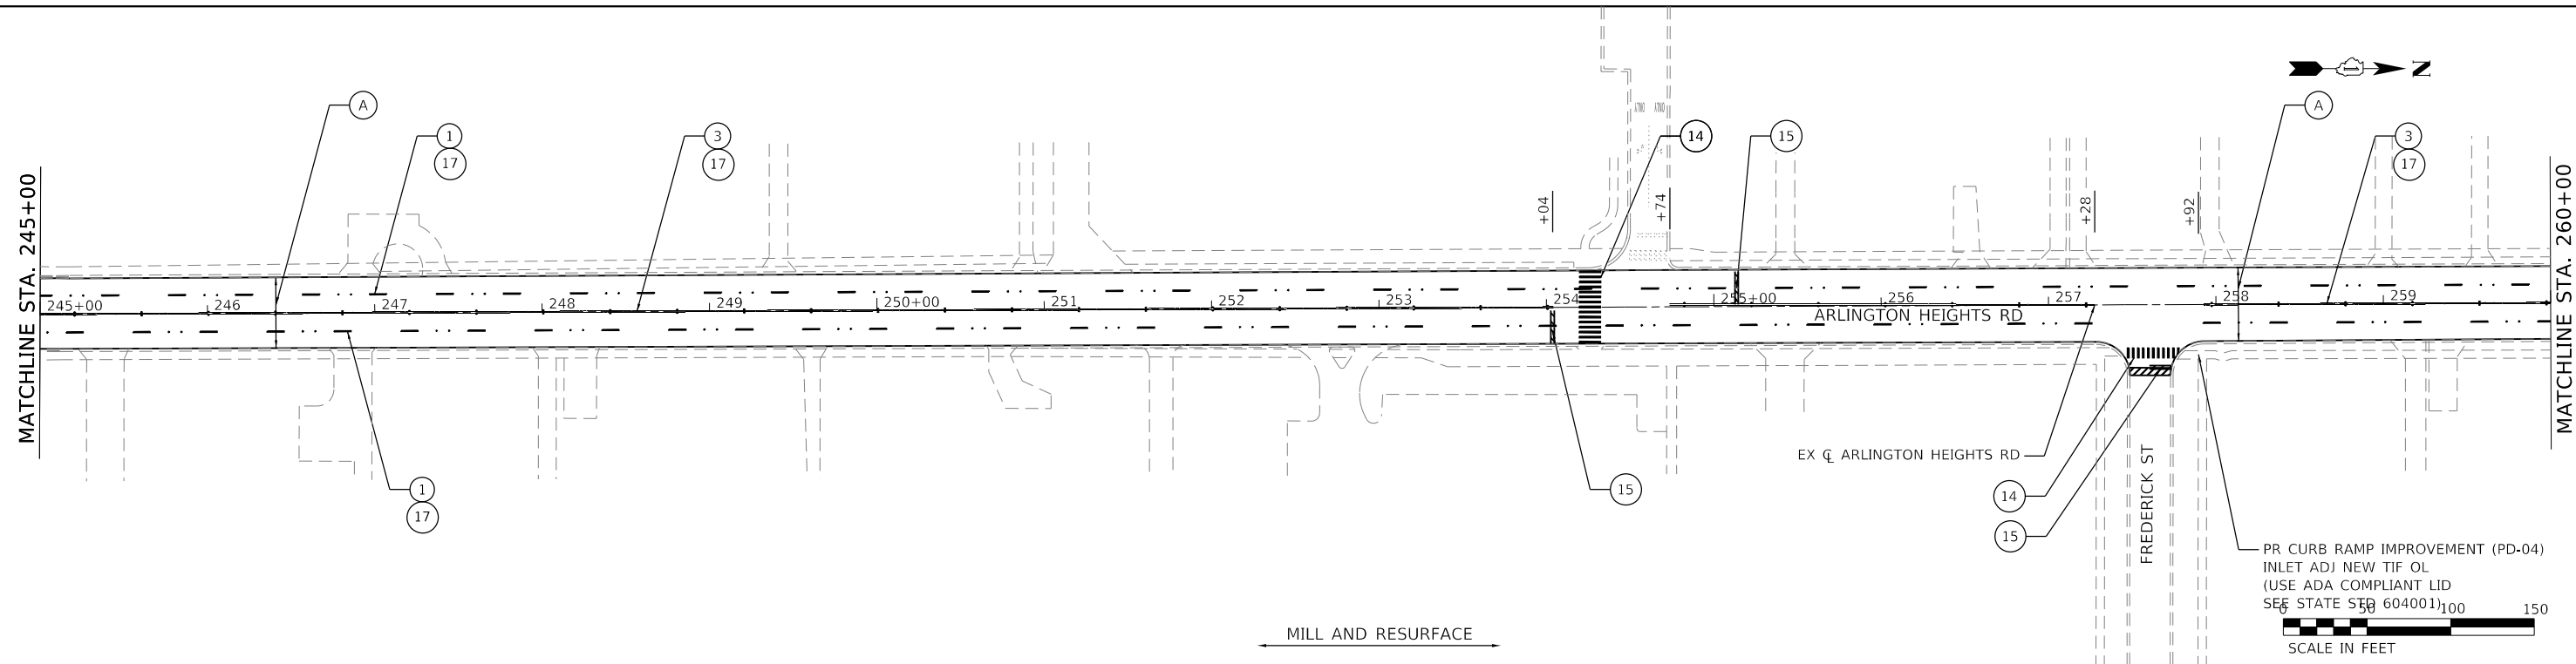 N
A
A
1
17
3
17
14
15
3
17
ONLY ONLY
MATCHLINE STA. 245+00
MATCHLINE STA. 260+00
+04
+74
+28
+92
245+00
246
247
248
249
250+00
251
252
253
254
255+00
256
257
258
259
ARLINGTON HEIGHTS RD
EX ℄ ARLINGTON HEIGHTS RD
1
17
15
14
15
FREDERICK ST
PR CURB RAMP IMPROVEMENT (PD-04)
INLET ADJ NEW TIF OL
(USE ADA COMPLIANT LID
SEE STATE STD 604001)
0 50 100 150
SCALE IN FEET
MILL AND RESURFACE